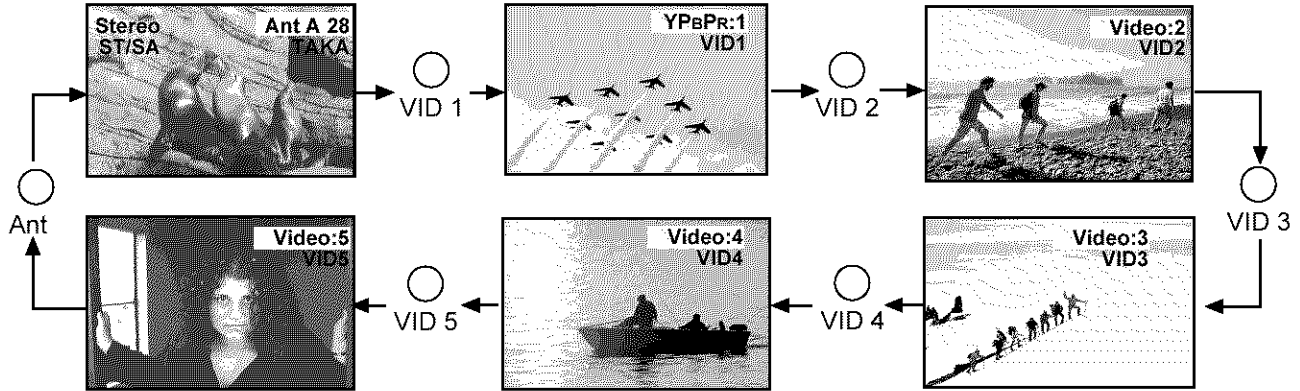 Stereo
ST/SA
Ant A 28
TAKA
VID 1
YPBPR:1
VID1
VID 2
Video:2
VID2
VID 3
Video:3
VID3
VID 4
Video:4
VID4
VID 5
Video:5
VID5
Ant